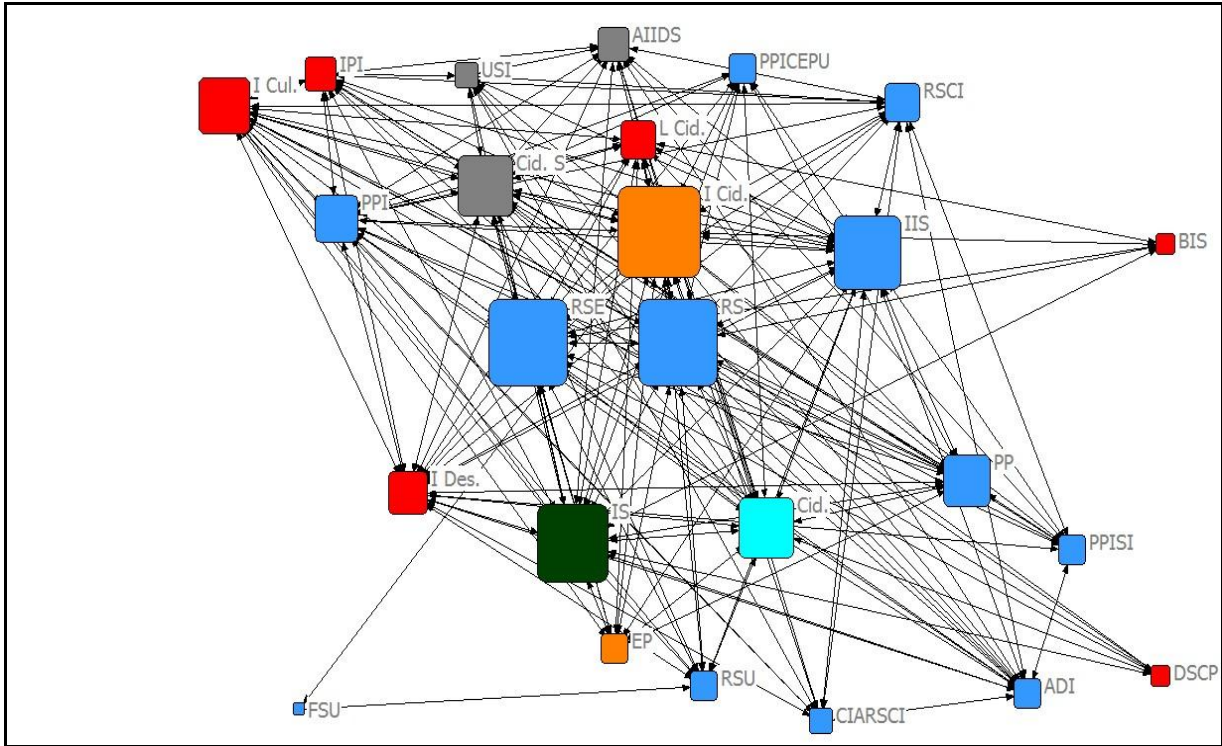 AIIDS
IPI
USI
PPICEPU
I Cul.
RSCI
L Cid.
Cid. S
I Cid.
PPI
IIS
BIS
RSE
RS
PP
I Des.
Cid.
IS
PPISI
EP
RSU
ADI
DSCP
FSU
CIARSCI